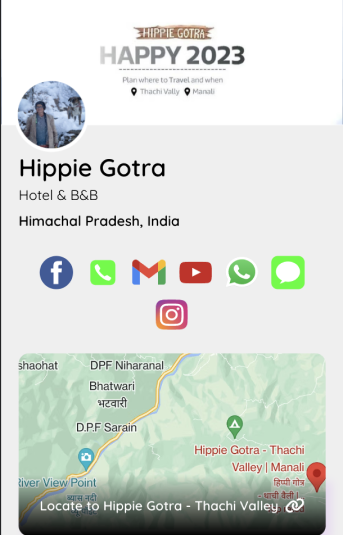 HIPPIE GOTRA
HAPPY 2023
Plan where to Travel and when
Thachi Vally Manali
Hippie Gotra
Hotel & B&B
Himachal Pradesh, India
shaohat
DPF Niharanal
Bhatwari
भटवारी
D.P.F Sarain
Hippie Gotra - Thachi
Valley | Manali
हिप्पी गोत्र
- थाची वैली |
River View Point
व्यास नदी
Locate to Hippie Gotra - Thachi Valley.